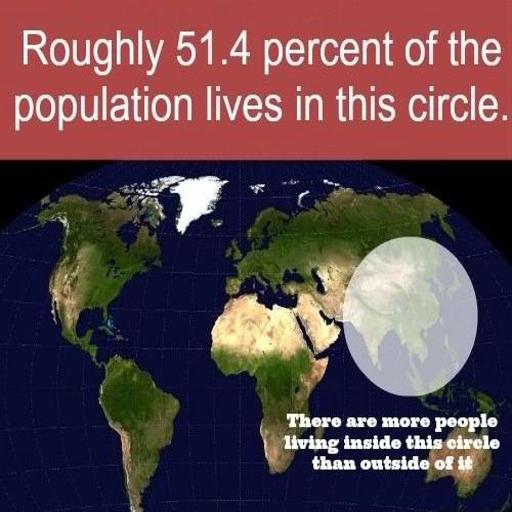 Roughly 51.4 percent of the
population lives in this circle.
There are more people
living inside this circle
than outside of it